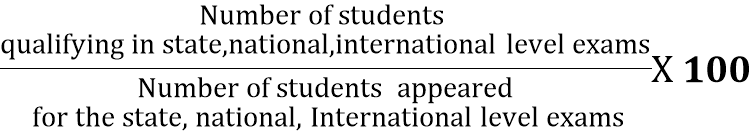 Number of students
qualifying in state,national,international level exams
X 100
Number of students appeared
for the state, national, International level exams